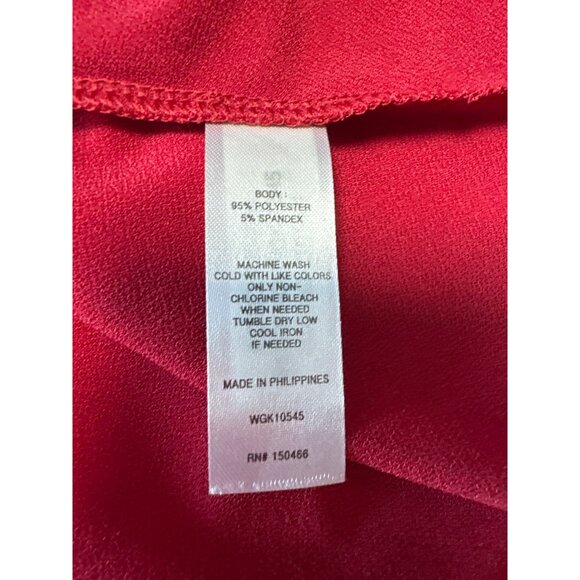 BODY :
95% POLYESTER
5% SPANDEX
MACHINE WASH
COLD WITH LIKE COLORS
ONLY NON-
CHLORINE BLEACH
WHEN NEEDED
TUMBLE DRY LOW
COOL IRON
IF NEEDED
MADE IN PHILIPPINES
WGK10545
RN# 150466